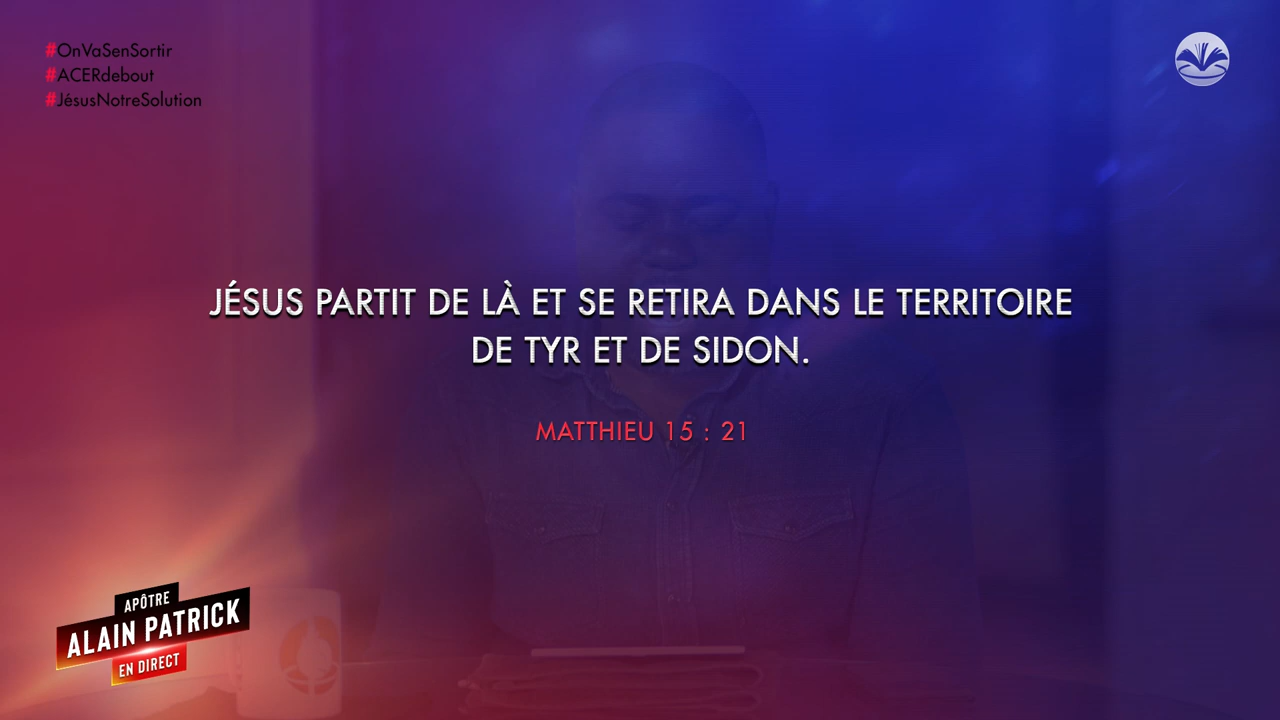 #OnVaSenSortir
#ACERdebout
#JésusNotreSolution
JÉSUS PARTIT DE LÀ ET SE RETIRA DANS LE TERRITOIRE
DE TYR ET DE SIDON.
MATTHIEU 15 : 21
APÔTRE
ALAIN PATRICK
EN DIRECT